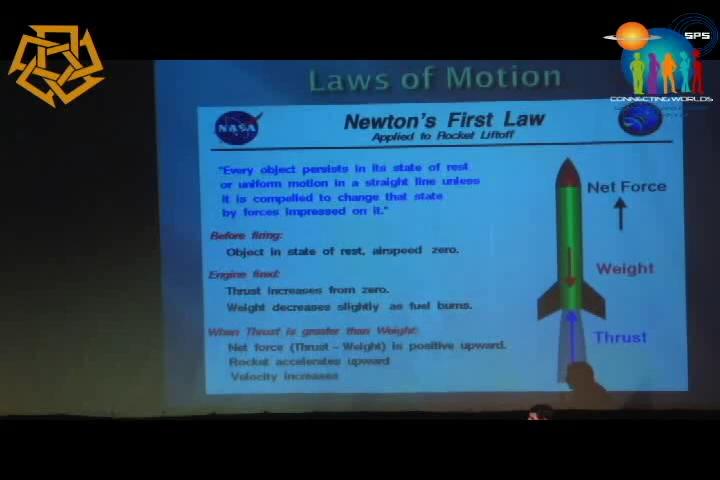 SPS
CONNECTING WORLDS
Laws of Motion
NASA
Newton's First Law
Applied to Rocket Liftoff
"Every object persists in its state of rest
or uniform motion in a straight line unless
it is compelled to change that state
by forces impressed on it."
Before firing:
Object in state of rest, airspeed zero.
Engine fired:
Thrust increases from zero.
Weight decreases slightly as fuel burns.
When Thrust is greater than Weight:
Net force (Thrust – Weight) is positive upward.
Rocket accelerates upward
Velocity increases
Net Force
Weight
Thrust